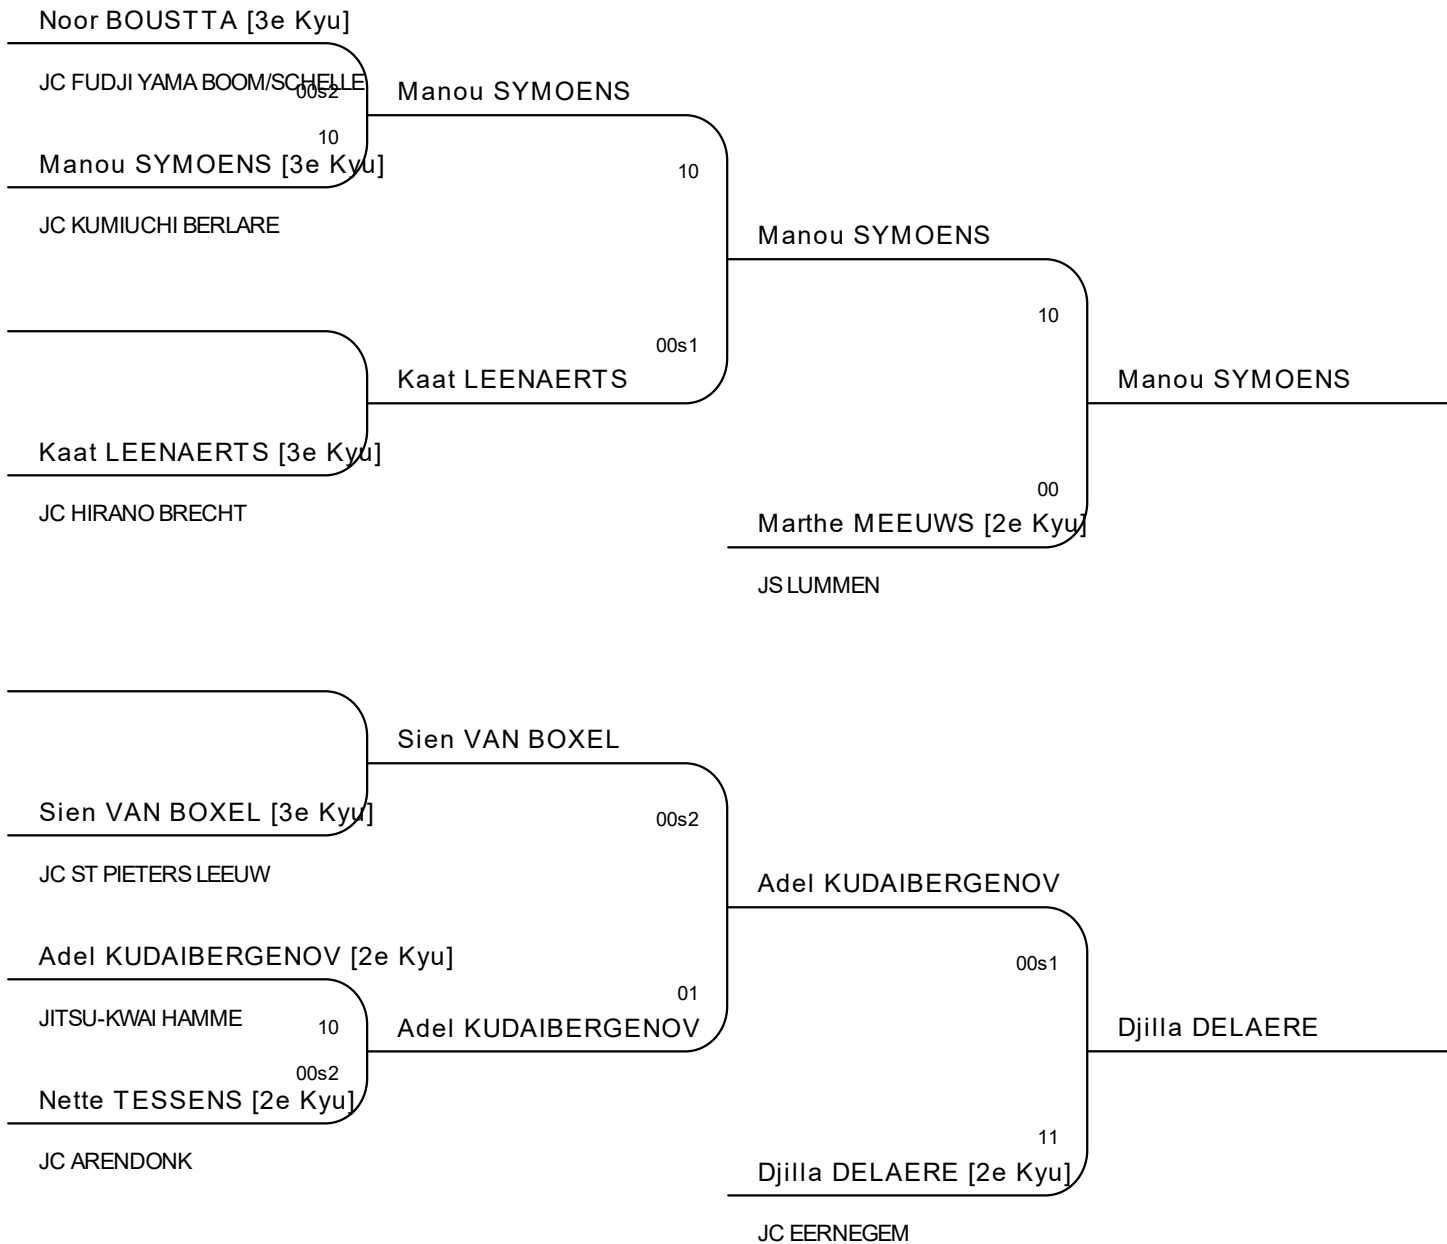 Noor BOUSTTA [3e Kyu]
JC FUDJI YAMA BOOM/SCHELLE
00s2
Manou SYMOENS
10
Manou SYMOENS [3e Kyu]
10
JC KUMIUCHI BERLARE
Manou SYMOENS
10
00s1
Kaat LEENAERTS
Manou SYMOENS
Kaat LEENAERTS [3e Kyu]
00
JC HIRANO BRECHT
Marthe MEEUWS [2e Kyu]
JS LUMMEN
Sien VAN BOXEL
Sien VAN BOXEL [3e Kyu]
00s2
JC ST PIETERS LEEUW
Adel KUDAIBERGENOV
Adel KUDAIBERGENOV [2e Kyu]
00s1
01
JITSU-KWAI HAMME
10
Adel KUDAIBERGENOV
Djilla DELAERE
00s2
Nette TESSENS [2e Kyu]
11
JC ARENDONK
Djilla DELAERE [2e Kyu]
JC EERNEGEM